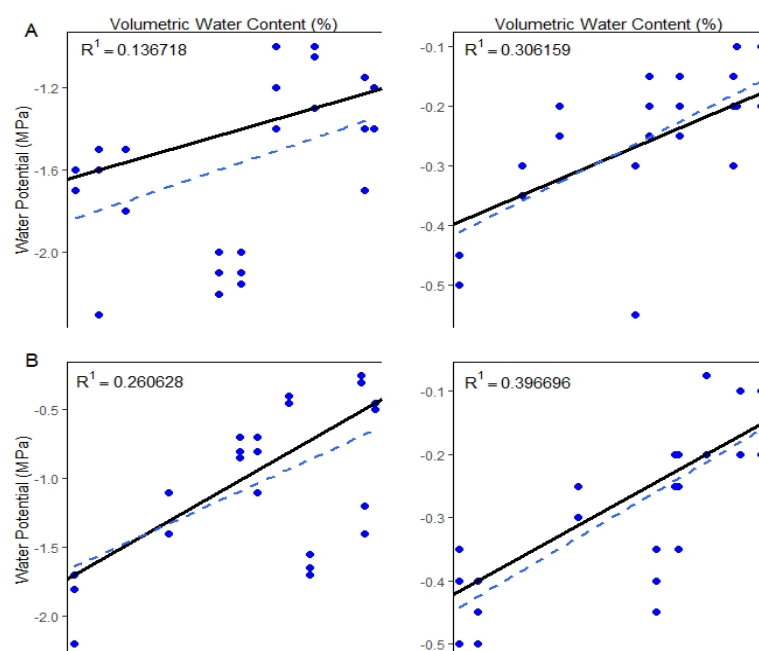 Volumetric Water Content (%) Volumetric Water Content (%)
A
R¹ = 0.136718
-1.2
-1.6
-2.0
Water Potential (MPa)
R¹ = 0.306159
-0.1
-0.2
-0.3
-0.4
-0.5
B
R¹ = 0.260628
-0.5
-1.0
-1.5
-2.0
Water Potential (MPa)
R¹ = 0.396696
-0.1
-0.2
-0.3
-0.4
-0.5